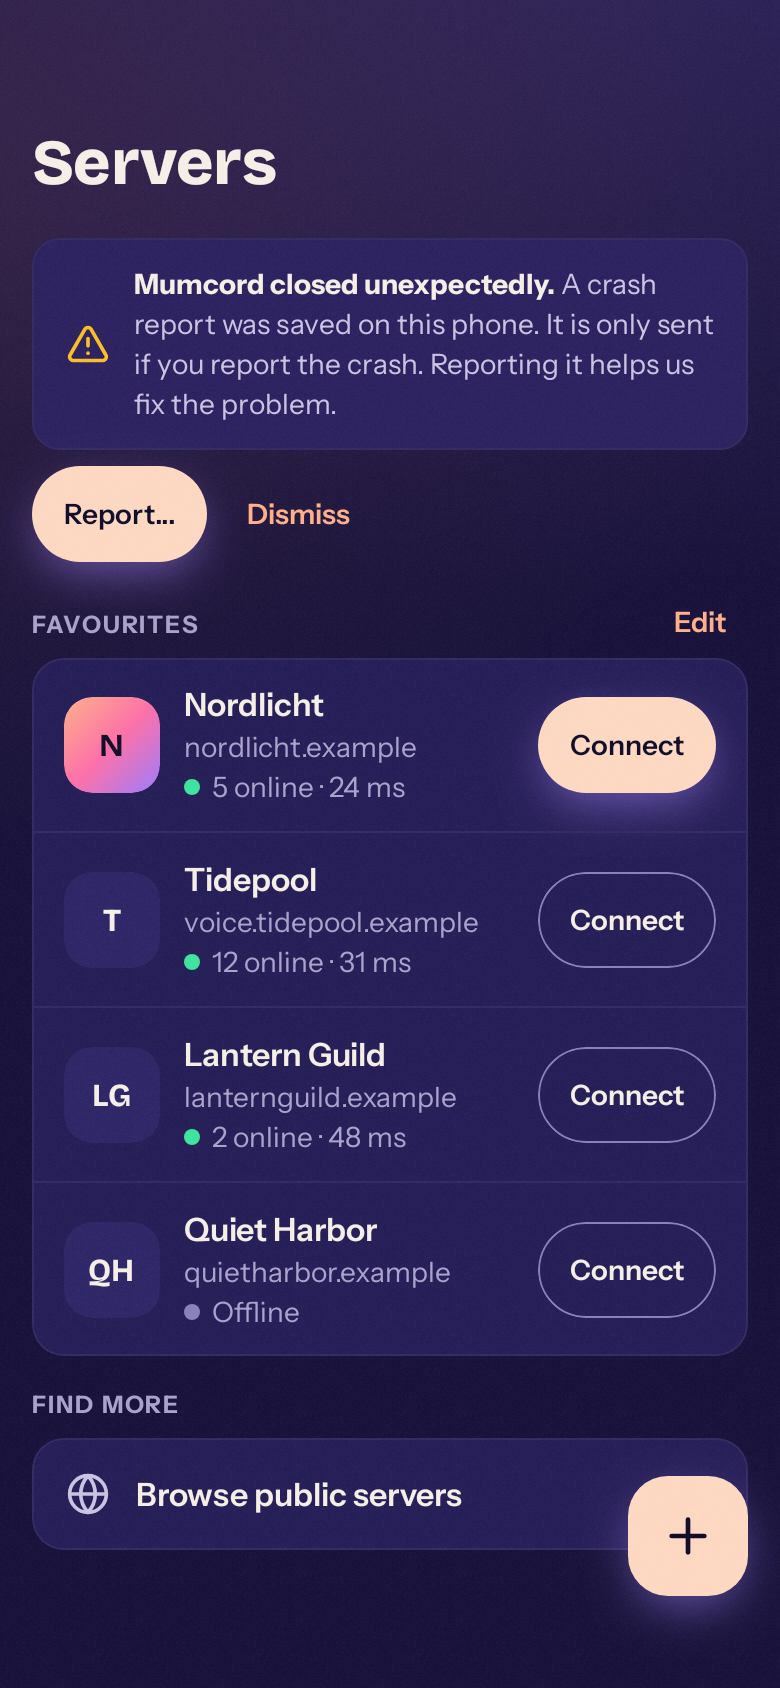 Servers
Mumcord closed unexpectedly. A crash
report was saved on this phone. It is only sent
if you report the crash. Reporting it helps us
fix the problem.
Report...
Dismiss
FAVOURITES
Edit
N
Nordlicht
nordlicht.example
5 online · 24 ms
Connect
T
Tidepool
voice.tidepool.example
12 online · 31 ms
Connect
LG
Lantern Guild
lanternguild.example
2 online · 48 ms
Connect
QH
Quiet Harbor
quietharbor.example
Offline
Connect
FIND MORE
Browse public servers